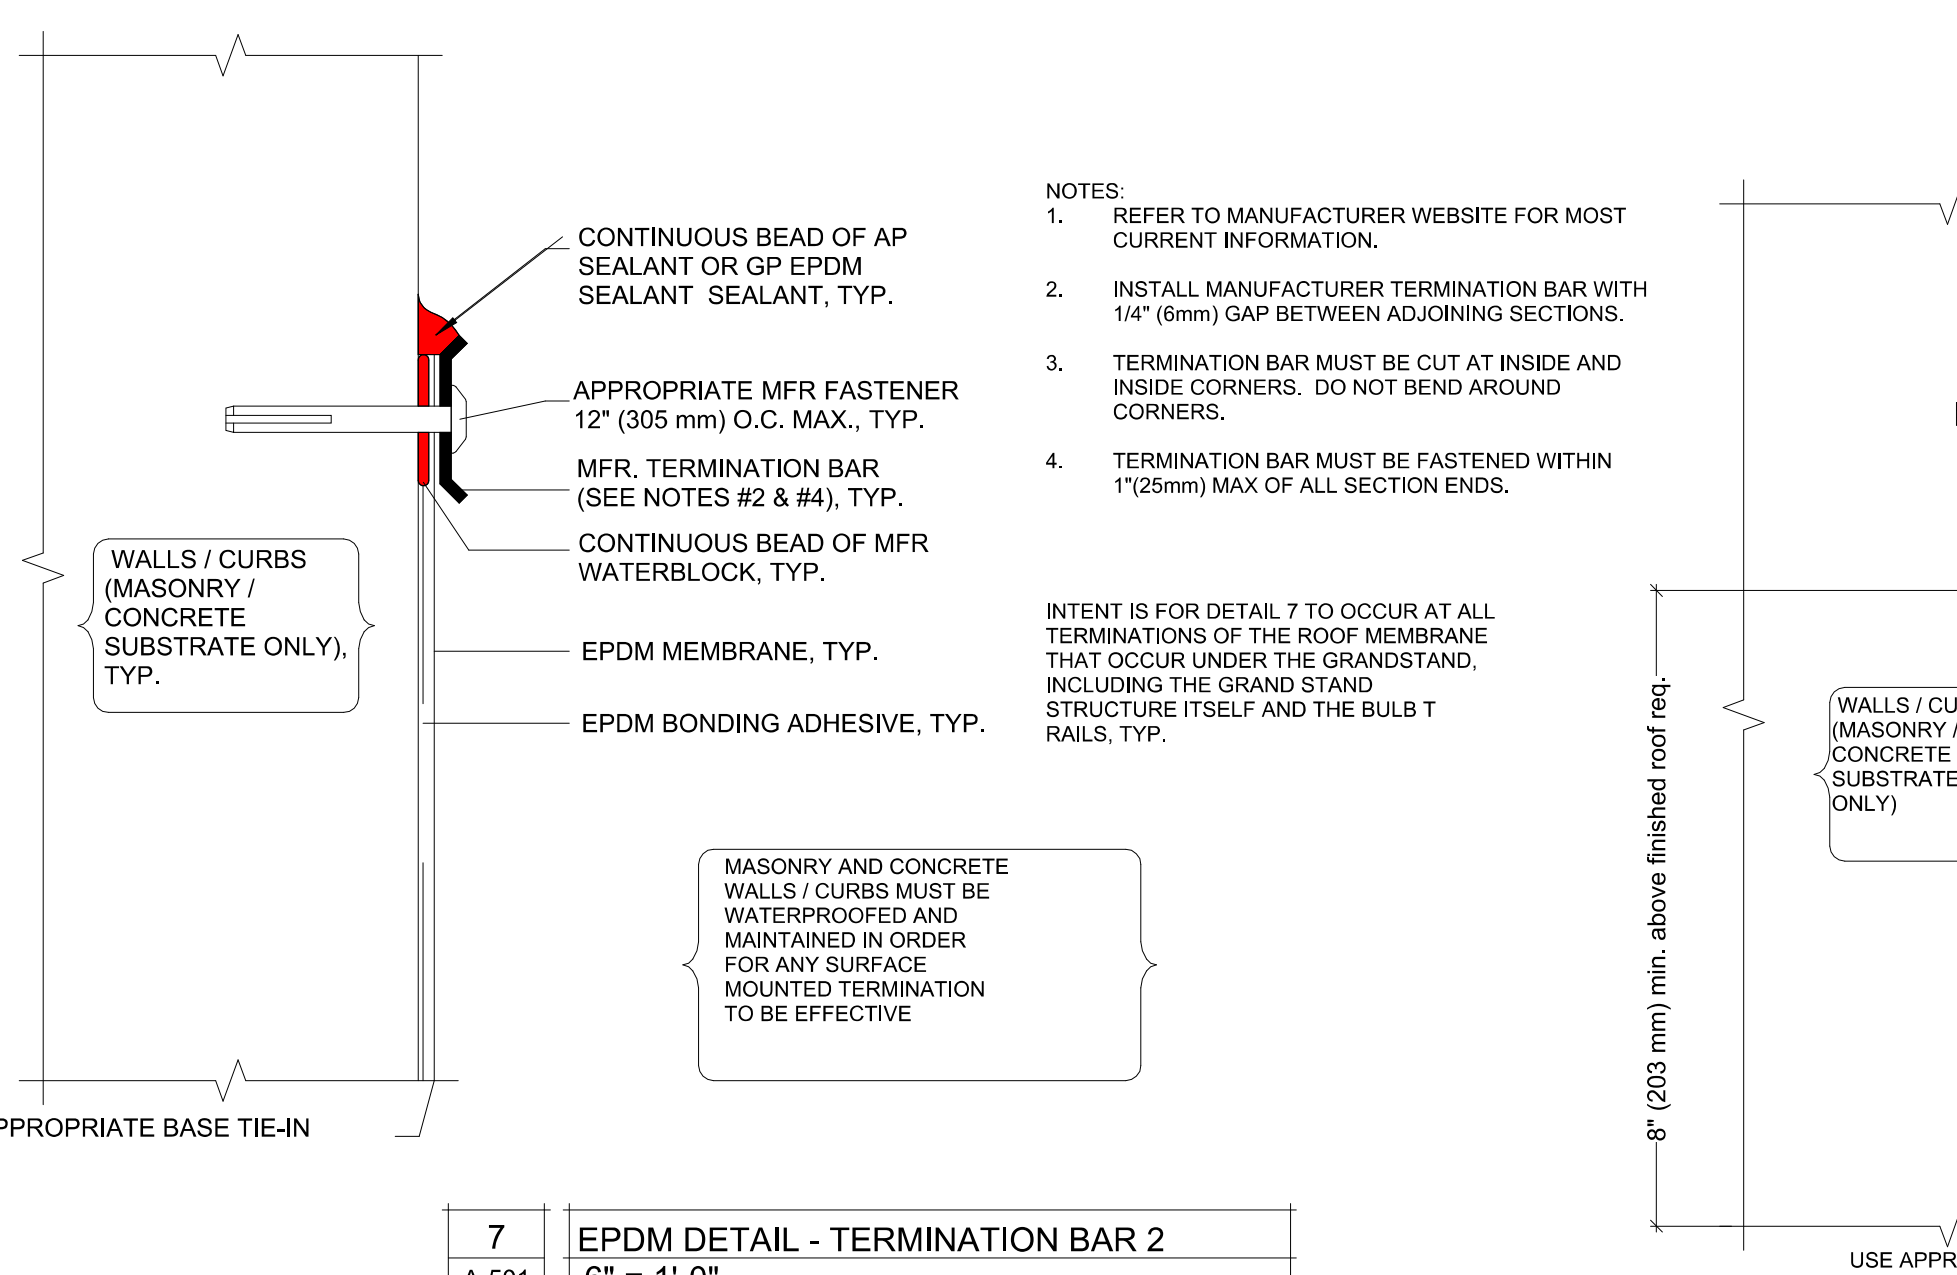 CONTINUOUS BEAD OF AP
SEALANT OR GP EPDM
SEALANT  SEALANT, TYP.
APPROPRIATE MFR FASTENER
12" (305 mm) O.C. MAX., TYP.
MFR. TERMINATION BAR
(SEE NOTES #2 & #4), TYP.
CONTINUOUS BEAD OF MFR
WATERBLOCK, TYP.
EPDM MEMBRANE, TYP.
EPDM BONDING ADHESIVE, TYP.
WALLS / CURBS
(MASONRY /
CONCRETE
SUBSTRATE ONLY),
TYP.
NOTES:
1. REFER TO MANUFACTURER WEBSITE FOR MOST
CURRENT INFORMATION.
2. INSTALL MANUFACTURER TERMINATION BAR WITH
1/4" (6mm) GAP BETWEEN ADJOINING SECTIONS.
3. TERMINATION BAR MUST BE CUT AT INSIDE AND
INSIDE CORNERS.  DO NOT BEND AROUND
CORNERS.
4. TERMINATION BAR MUST BE FASTENED WITHIN
1"(25mm) MAX OF ALL SECTION ENDS.
INTENT IS FOR DETAIL 7 TO OCCUR AT ALL
TERMINATIONS OF THE ROOF MEMBRANE
THAT OCCUR UNDER THE GRANDSTAND,
INCLUDING THE GRAND STAND
STRUCTURE ITSELF AND THE BULB T
RAILS, TYP.
MASONRY AND CONCRETE
WALLS / CURBS MUST BE
WATERPROOFED AND
MAINTAINED IN ORDER
FOR ANY SURFACE
MOUNTED TERMINATION
TO BE EFFECTIVE
PPROPRIATE BASE TIE-IN
7
EPDM DETAIL - TERMINATION BAR 2
A-501
6" = 1'-0"
8" (203 mm) min. above finished roof req.
WALLS / CU
(MASONRY /
CONCRETE
SUBSTRATE
ONLY)
USE APPR